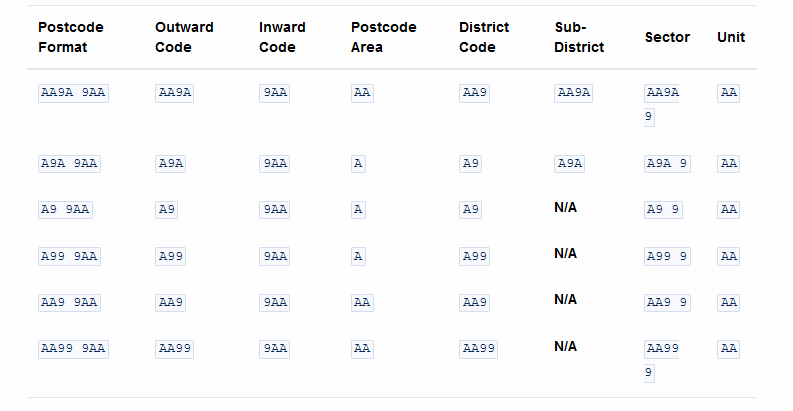 Postcode Format Outward Code Inward Code Postcode Area District Code Sub-District Sector Unit
AA9A 9AA AA9A 9AA AA AA9 AA9A AA9A 9 AA
A9A 9AA A9A 9AA A A9 A9A A9A 9 AA
A9 9AA A9 9AA A A9 N/A A9 9 AA
A99 9AA A99 9AA A A99 N/A A99 9 AA
AA9 9AA AA9 9AA AA AA9 N/A AA9 9 AA
AA99 9AA AA99 9AA AA AA99 N/A AA99 9 AA